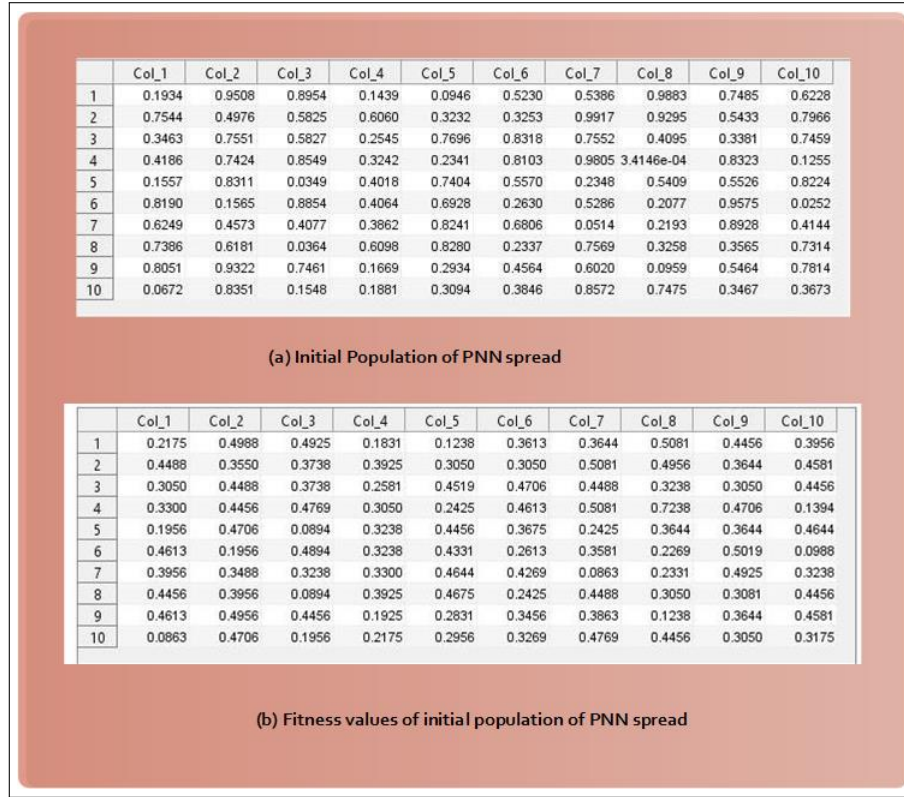 Col_1 Col_2 Col_3 Col_4 Col_5 Col_6 Col_7 Col_8 Col_9 Col_10
1 0.1934 0.9508 0.8954 0.1439 0.0946 0.5230 0.5386 0.9883 0.7485 0.6228
2 0.7544 0.4976 0.5825 0.6060 0.3232 0.3253 0.9917 0.9295 0.5433 0.7966
3 0.3463 0.7551 0.5827 0.2545 0.7696 0.8318 0.7552 0.4095 0.3381 0.7459
4 0.4186 0.7424 0.8549 0.3242 0.2341 0.8103 0.9805 3.4146e-04 0.8323 0.1255
5 0.1557 0.8311 0.0349 0.4018 0.7404 0.5570 0.2348 0.5409 0.5526 0.8224
6 0.8190 0.1565 0.8854 0.4064 0.6928 0.2630 0.5286 0.2077 0.9575 0.0252
7 0.6249 0.4573 0.4077 0.3862 0.8241 0.6806 0.0514 0.2193 0.8928 0.4144
8 0.7386 0.6181 0.0364 0.6098 0.8280 0.2337 0.7569 0.3258 0.3565 0.7314
9 0.8051 0.9322 0.7461 0.1669 0.2934 0.4564 0.6020 0.0959 0.5464 0.7814
10 0.0672 0.8351 0.1548 0.1881 0.3094 0.3846 0.8572 0.7475 0.3467 0.3673
(a) Initial Population of PNN spread
Col_1 Col_2 Col_3 Col_4 Col_5 Col_6 Col_7 Col_8 Col_9 Col_10
1 0.2175 0.4988 0.4925 0.1831 0.1238 0.3613 0.3644 0.5081 0.4456 0.3956
2 0.4488 0.3550 0.3738 0.3925 0.3050 0.3050 0.5081 0.4956 0.3644 0.4581
3 0.3050 0.4488 0.3738 0.2581 0.4519 0.4706 0.4488 0.3238 0.3050 0.4456
4 0.3300 0.4456 0.4769 0.3050 0.2425 0.4613 0.5081 0.7238 0.4706 0.1394
5 0.1956 0.4706 0.0894 0.3238 0.4456 0.3675 0.2425 0.3644 0.3644 0.4644
6 0.4613 0.1956 0.4894 0.3238 0.4331 0.2613 0.3581 0.2269 0.5019 0.0988
7 0.3956 0.3488 0.3238 0.3300 0.4644 0.4269 0.0863 0.2331 0.4925 0.3238
8 0.4456 0.3956 0.0894 0.3925 0.4675 0.2425 0.4488 0.3050 0.3081 0.4456
9 0.4613 0.4956 0.4456 0.1925 0.2831 0.3456 0.3863 0.1238 0.3644 0.4581
10 0.0863 0.4706 0.1956 0.2175 0.2956 0.3269 0.4769 0.4456 0.3050 0.3175
(b) Fitness values of initial population of PNN spread